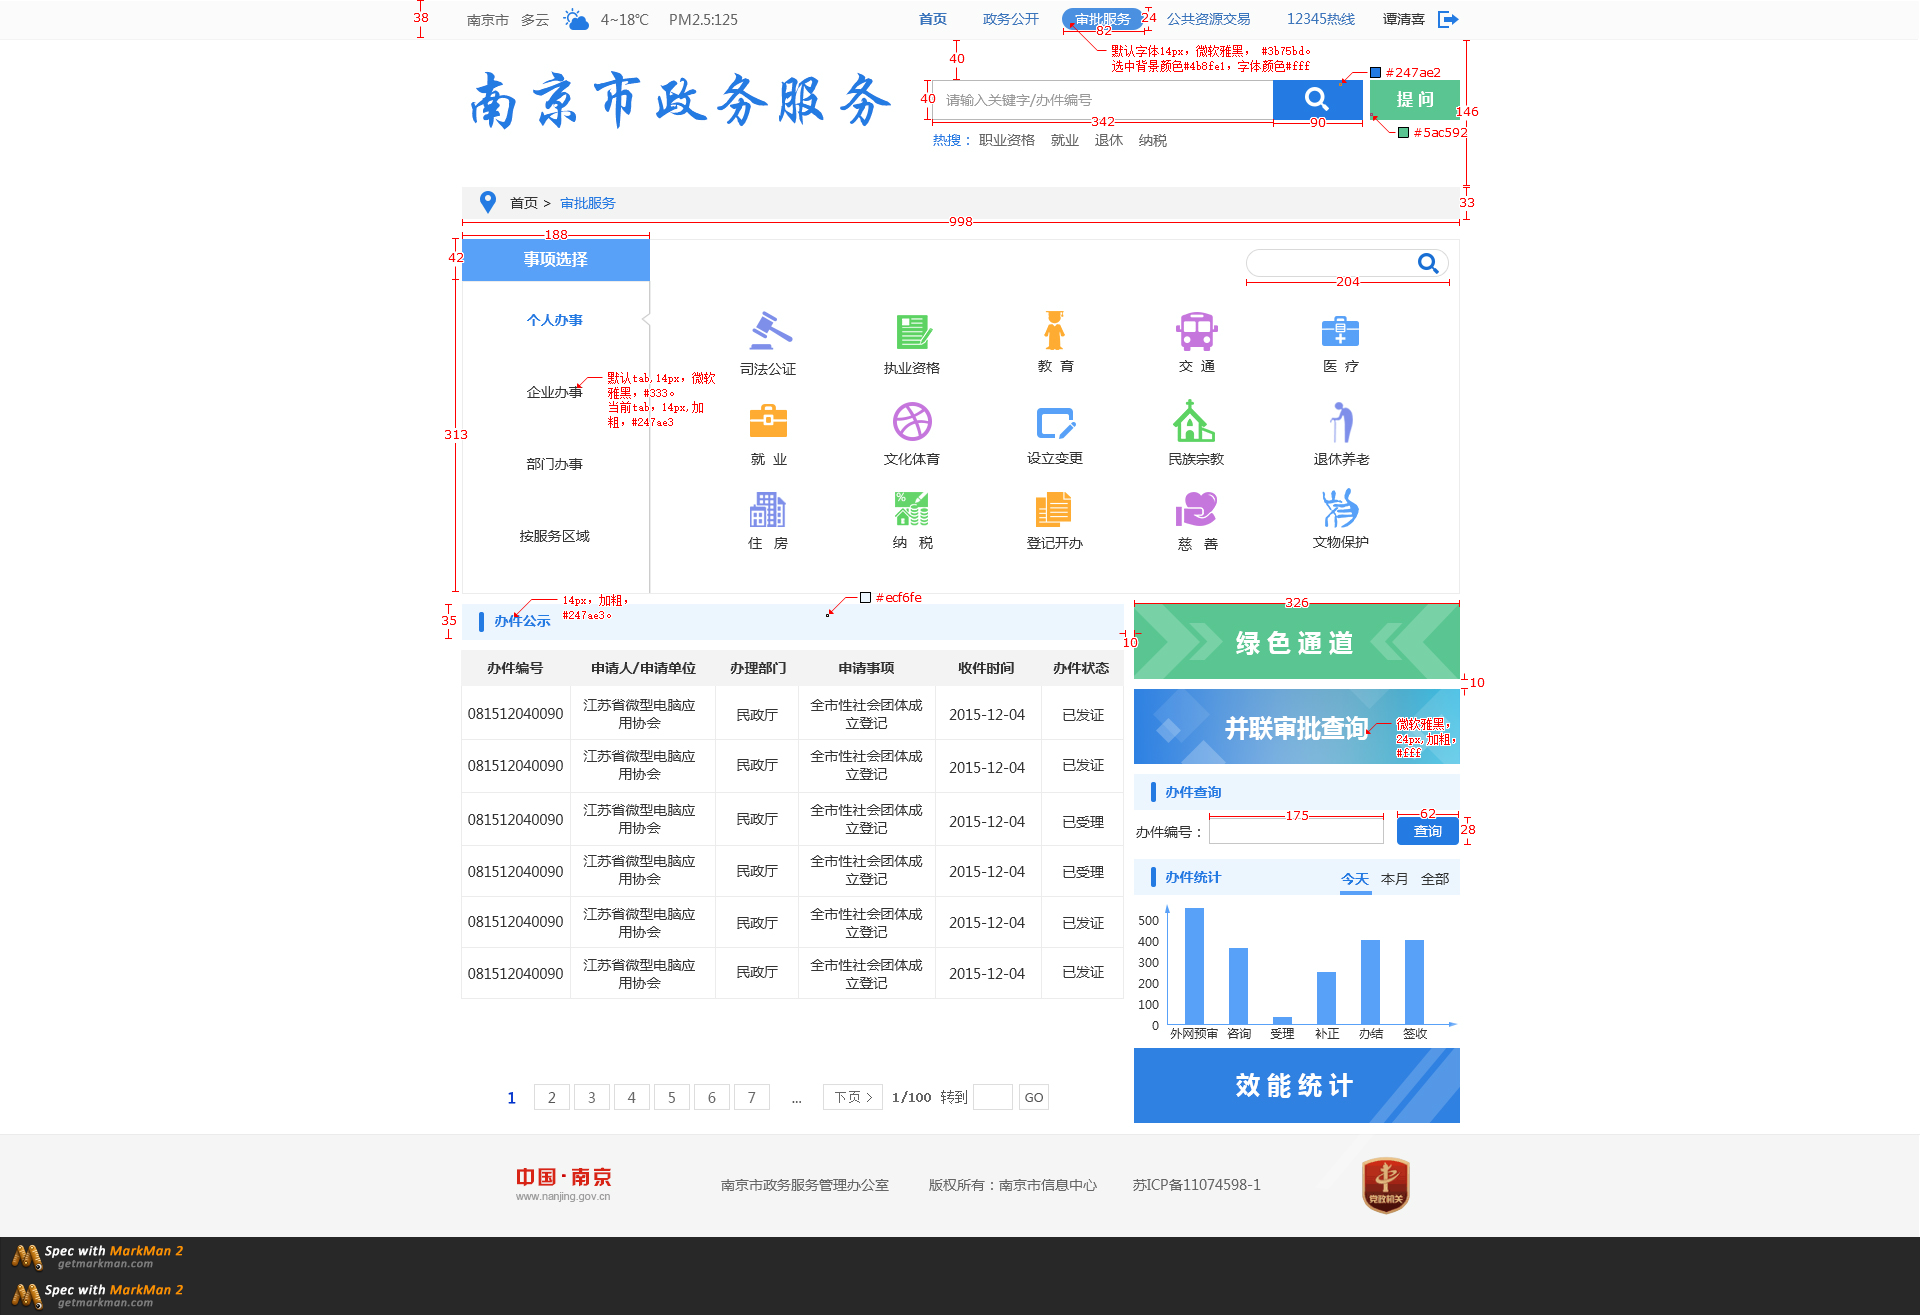 38
南京市 多云 4~18℃ PM2.5:125
首页 政务公开 审批服务 24 公共资源交易 12345热线 谭清喜
82
默认字体14px，微软雅黑， #3b75bd。
选中背景颜色#4b8fe1，字体颜色#fff
40
#247ae2
南京市政务服务
40 请输入关键字/办件编号
提 问
146
342
90
#5ac592
热搜： 职业资格 就业 退休 纳税
首页 > 审批服务
33
998
188
42 事项选择
204
313
个人办事
企业办事
部门办事
按服务区域
默认tab,14px，微软
雅黑，#333。
当前tab，14px,加
粗，#247ae3
司法公证 执业资格 教 育 交 通 医 疗
就 业 文化体育 设立变更 民族宗教 退休养老
住 房 纳 税 登记开办 慈 善 文物保护
14px，加粗，
#247ae3。
#ecf6fe
35 办件公示
326
10
绿 色 通 道
10
办件编号 申请人/申请单位 办理部门 申请事项 收件时间 办件状态
081512040090 江苏省微型电脑应用协会 民政厅 全市性社会团体成立登记 2015-12-04 已发证
081512040090 江苏省微型电脑应用协会 民政厅 全市性社会团体成立登记 2015-12-04 已发证
081512040090 江苏省微型电脑应用协会 民政厅 全市性社会团体成立登记 2015-12-04 已受理
081512040090 江苏省微型电脑应用协会 民政厅 全市性社会团体成立登记 2015-12-04 已受理
081512040090 江苏省微型电脑应用协会 民政厅 全市性社会团体成立登记 2015-12-04 已发证
081512040090 江苏省微型电脑应用协会 民政厅 全市性社会团体成立登记 2015-12-04 已发证
并联审批查询
微软雅黑，
24px,加粗，
#fff
办件查询
175
62
办件编号： 查询 28
办件统计 今天 本月 全部
500
400
300
200
100
0
外网预审 咨询 受理 补正 办结 签收
效 能 统 计
1 2 3 4 5 6 7 ... 下页 > 1/100 转到 GO
中国·南京
www.nanjing.gov.cn
南京市政务服务管理办公室 版权所有：南京市信息中心 苏ICP备11074598-1
党政机关
Spec with MarkMan 2
getmarkman.com
Spec with MarkMan 2
getmarkman.com